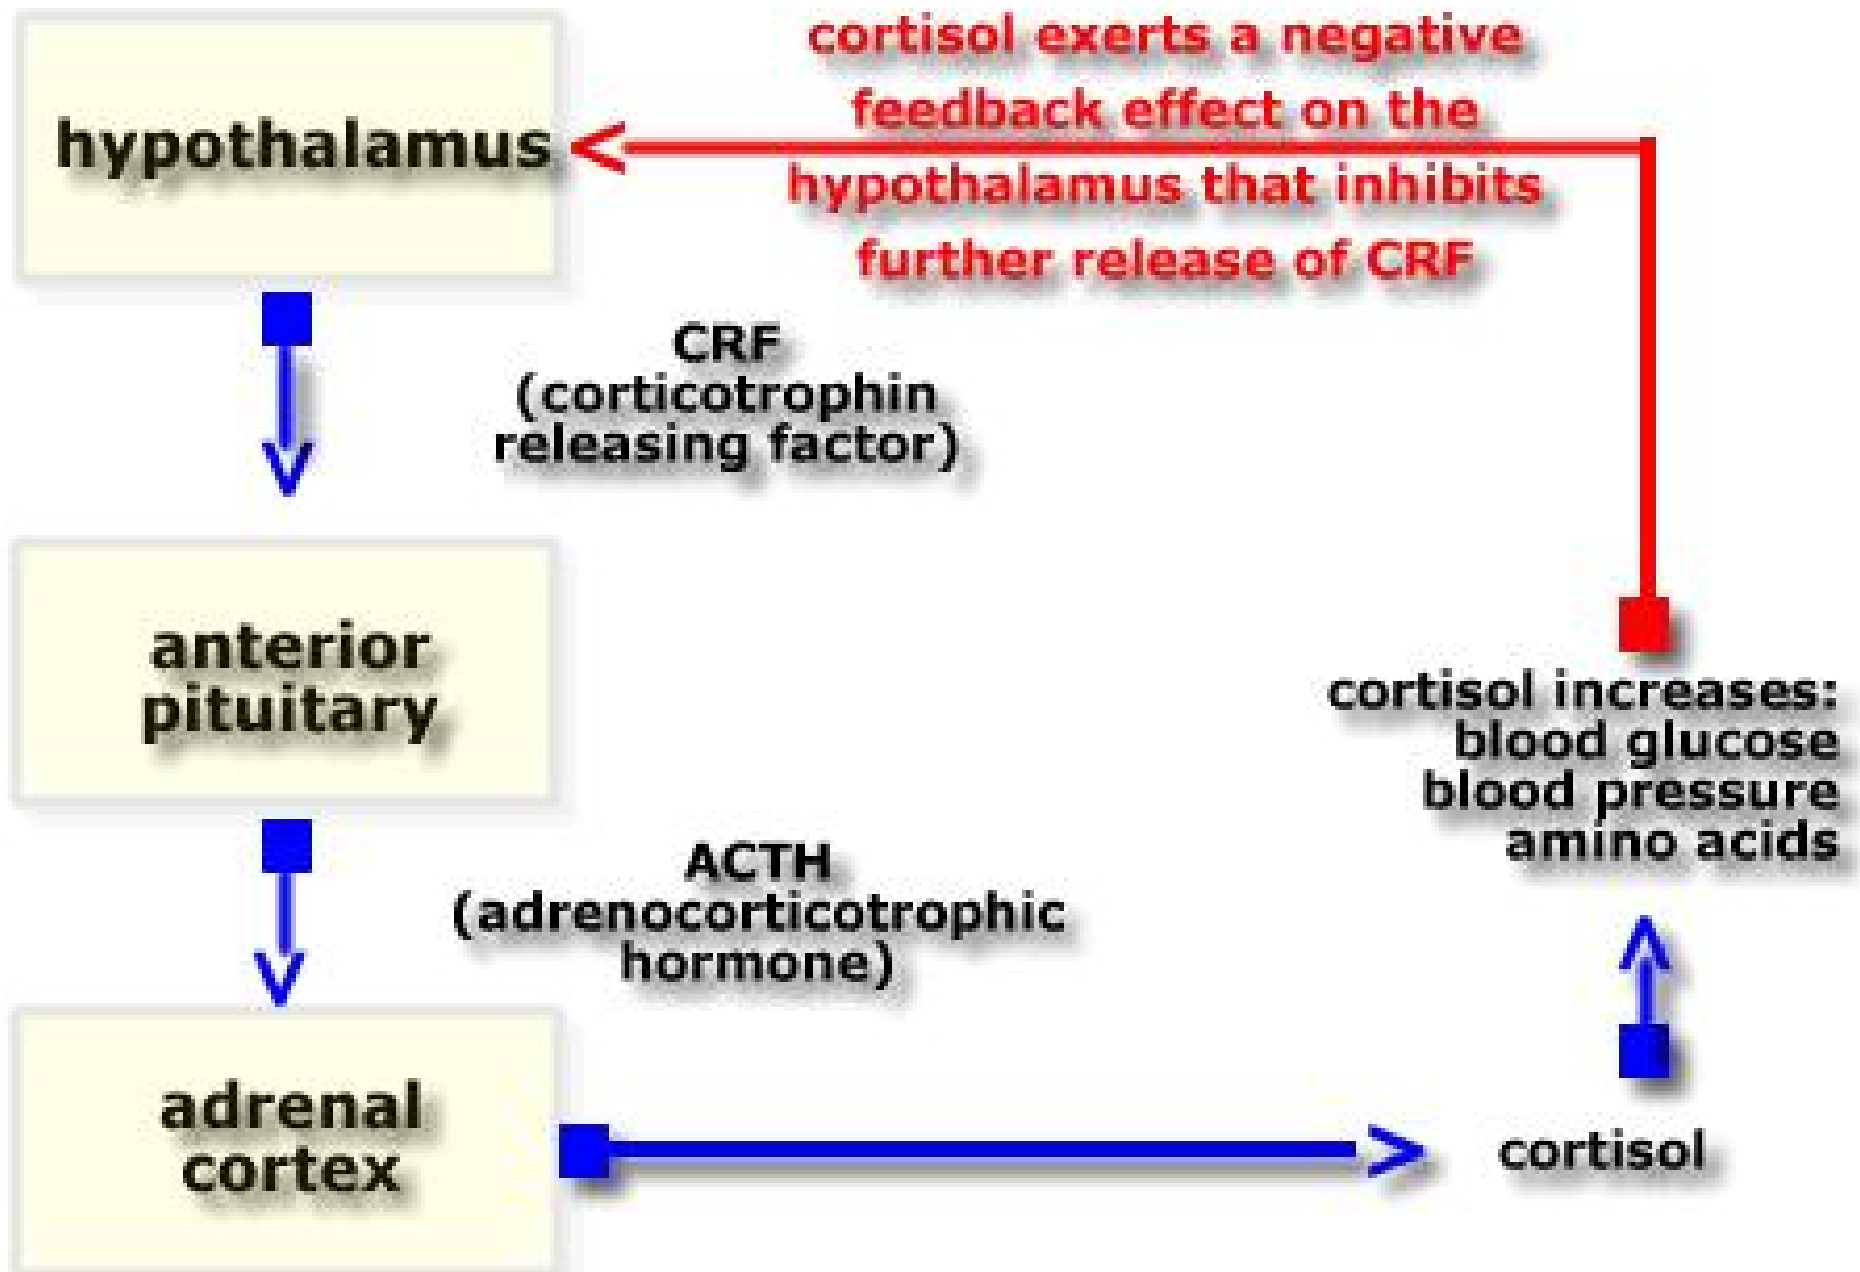 hypothalamus
cortisol exerts a negative
feedback effect on the
hypothalamus that inhibits
further release of CRF
CRF
(corticotrophin
releasing factor)
anterior
pituitary
ACTH
(adrenocorticotrophic
hormone)
adrenal
cortex
cortisol
cortisol increases:
blood glucose
blood pressure
amino acids